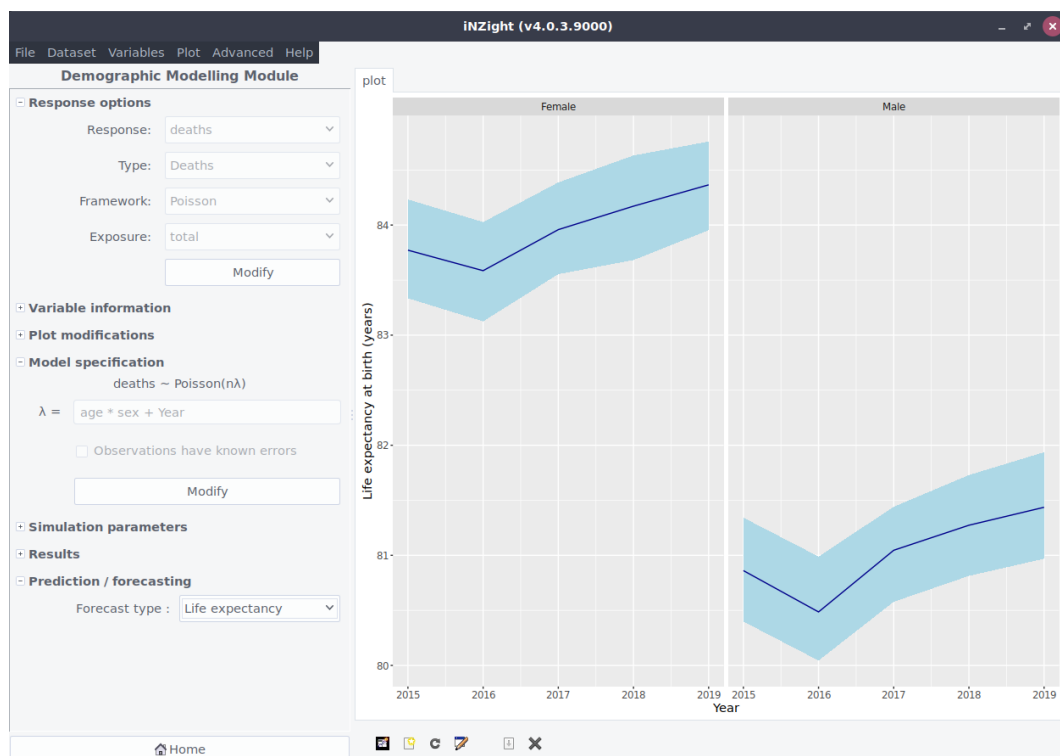 iNZight (v4.0.3.9000)
File Dataset Variables Plot Advanced Help
Demographic Modelling Module
Response options
Response: deaths
Type: Deaths
Framework: Poisson
Exposure: total
Modify
Variable information
Plot modifications
Model specification
deaths ~ Poisson(nλ)
λ = age * sex + Year
Observations have known errors
Modify
Simulation parameters
Results
Prediction / forecasting
Forecast type : Life expectancy
Home
plot
Female Male
Life expectancy at birth (years)
84
83
82
81
80
2015 2016 2017 2018 2019 2015 2016 2017 2018 2019
Year